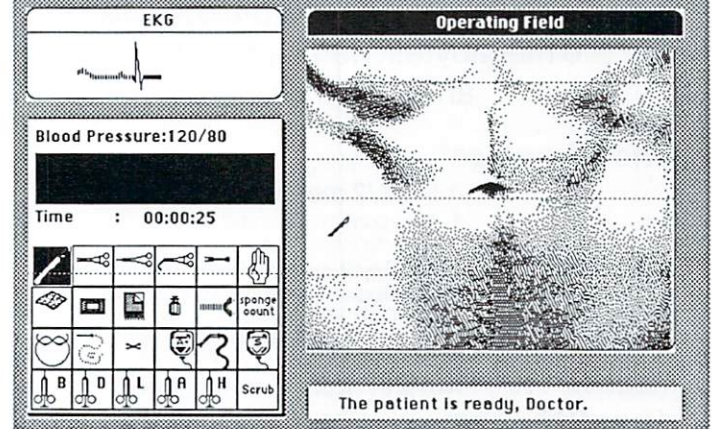 EKG
Operating Field
Blood Pressure:120/80
Time : 00:00:25
sponge count
B D L A H Scrub
The patient is ready, Doctor.